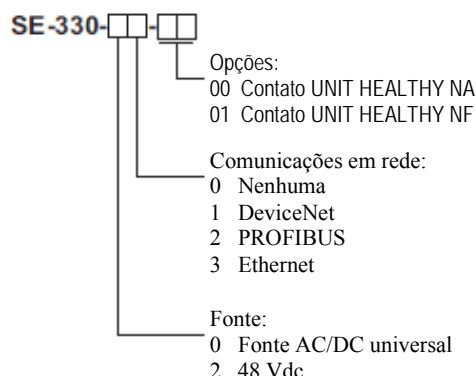 SE-330-
Opções:
00 Contato UNIT HEALTHY NA
01 Contato UNIT HEALTHY NF
Comunicações em rede:
0 Nenhuma
1 DeviceNet
2 PROFIBUS
3 Ethernet
Fonte:
0 Fonte AC/DC universal
2 48 Vdc